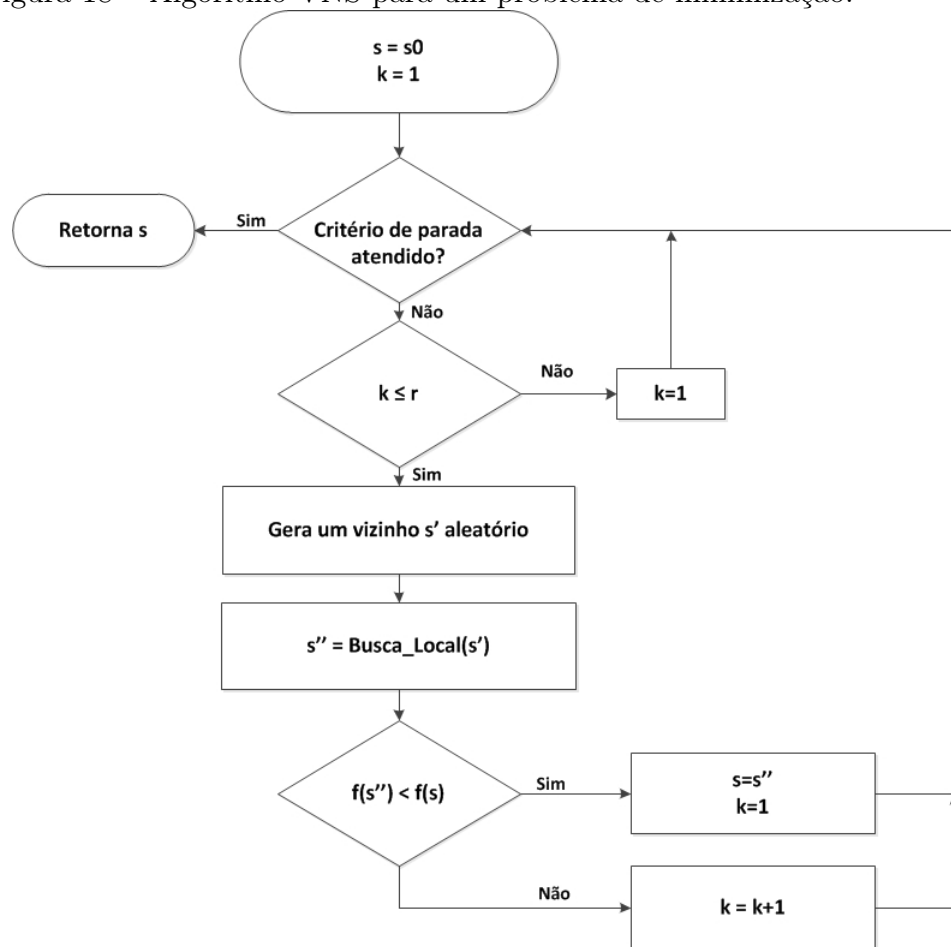 s = s0
k = 1
Retorna s
Sim
Critério de parada
atendido?
Não
k ≤ r
Não
k=1
Sim
Gera um vizinho s’ aleatório
s’’ = Busca_Local(s’)
f(s’’) < f(s)
Sim
s=s’’
k=1
Não
k = k+1